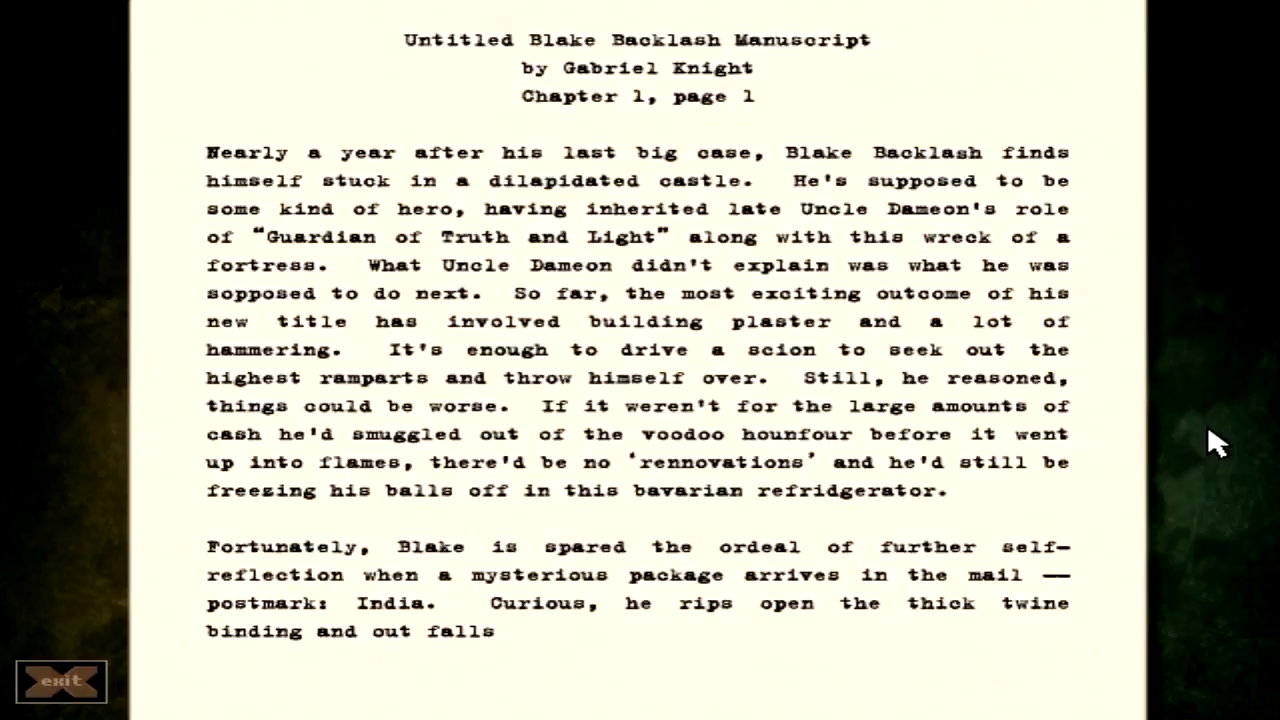 Untitled Blake Backlash Manuscript
by Gabriel Knight
Chapter 1, page 1
Nearly a year after his last big case, Blake Backlash finds
himself stuck in a dilapidated castle. He's supposed to be
some kind of hero, having inherited late Uncle Dameon's role
of “Guardian of Truth and Light” along with this wreck of a
fortress. What Uncle Dameon didn't explain was what he was
sopposed to do next. So far, the most exciting outcome of his
new title has involved building plaster and a lot of
hammering. It's enough to drive a scion to seek out the
highest ramparts and throw himself over. Still, he reasoned,
things could be worse. If it weren't for the large amounts of
cash he'd smuggled out of the voodoo hounfour before it went
up into flames, there'd be no ‘rennovations’ and he'd still be
freezing his balls off in this bavarian refridgerator.
Fortunately, Blake is spared the ordeal of further self-
reflection when a mysterious package arrives in the mail --
postmark: India. Curious, he rips open the thick twine
binding and out falls
exit